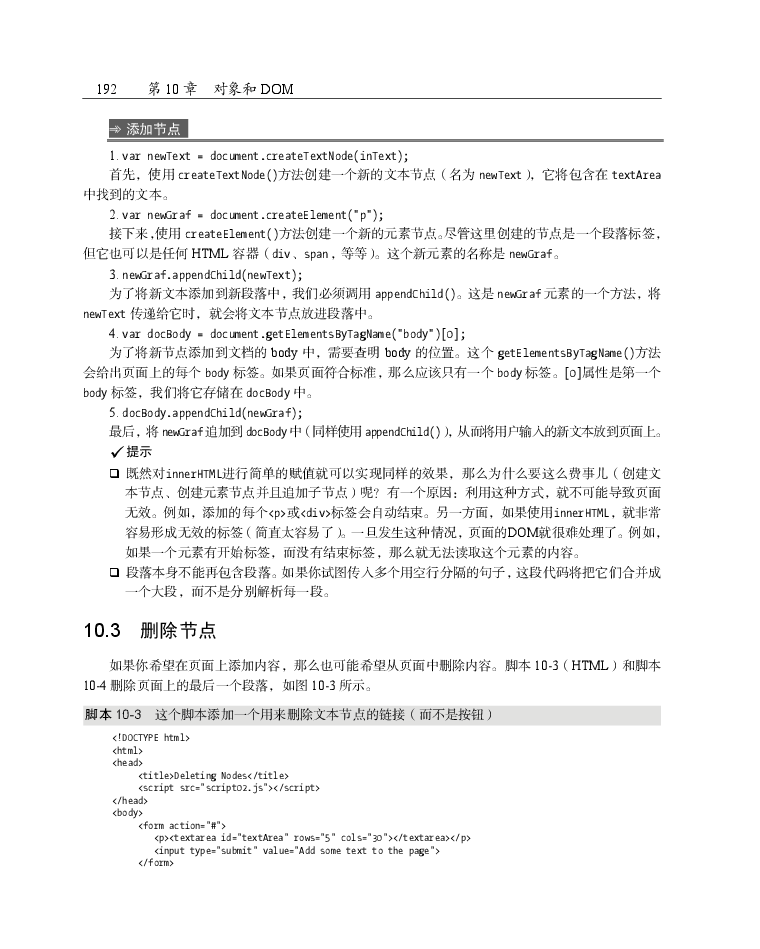 192 第 10 章 对象和 DOM
添加节点
1. var newText = document.createTextNode(inText);
首先，使用 createTextNode()方法创建一个新的文本节点（名为 newText），它将包含在 textArea
中找到的文本。
2. var newGraf = document.createElement("p");
接下来，使用 createElement()方法创建一个新的元素节点。尽管这里创建的节点是一个段落标签，
但它也可以是任何 HTML 容器（div、span，等等）。这个新元素的名称是 newGraf。
3. newGraf.appendChild(newText);
为了将新文本添加到新段落中，我们必须调用 appendChild()。这是 newGraf 元素的一个方法，将
newText 传递给它时，就会将文本节点放进段落中。
4. var docBody = document.getElementsByTagName("body")[0];
为了将新节点添加到文档的 body 中，需要查明 body 的位置。这个 getElementsByTagName()方法
会给出页面上的每个 body 标签。如果页面符合标准，那么应该只有一个 body 标签。[0]属性是第一个
body 标签，我们将它存储在 docBody 中。
5. docBody.appendChild(newGraf);
最后，将 newGraf 追加到 docBody 中（同样使用 appendChild()），从而将用户输入的新文本放到页面上。
✓提示
❑ 既然对innerHTML进行简单的赋值就可以实现同样的效果，那么为什么要这么费事儿（创建文
本节点、创建元素节点并且追加子节点）呢？有一个原因：利用这种方式，就不可能导致页面
无效。例如，添加的每个<p>或<div>标签会自动结束。另一方面，如果使用innerHTML，就非常
容易形成无效的标签（简直太容易了）。一旦发生这种情况，页面的DOM就很难处理了。例如，
如果一个元素有开始标签，而没有结束标签，那么就无法读取这个元素的内容。
❑ 段落本身不能再包含段落。如果你试图传入多个用空行分隔的句子，这段代码将把它们合并成
一个大段，而不是分别解析每一段。
10.3 删除节点
如果你希望在页面上添加内容，那么也可能希望从页面中删除内容。脚本 10-3（HTML）和脚本
10-4 删除页面上的最后一个段落，如图 10-3 所示。
脚本 10-3 这个脚本添加一个用来删除文本节点的链接（而不是按钮）
<!DOCTYPE html>
<html>
<head>
<title>Deleting Nodes</title>
<script src="script02.js"></script>
</head>
<body>
<form action="#">
<p><textarea id="textArea" rows="5" cols="30"></textarea></p>
<input type="submit" value="Add some text to the page">
</form>